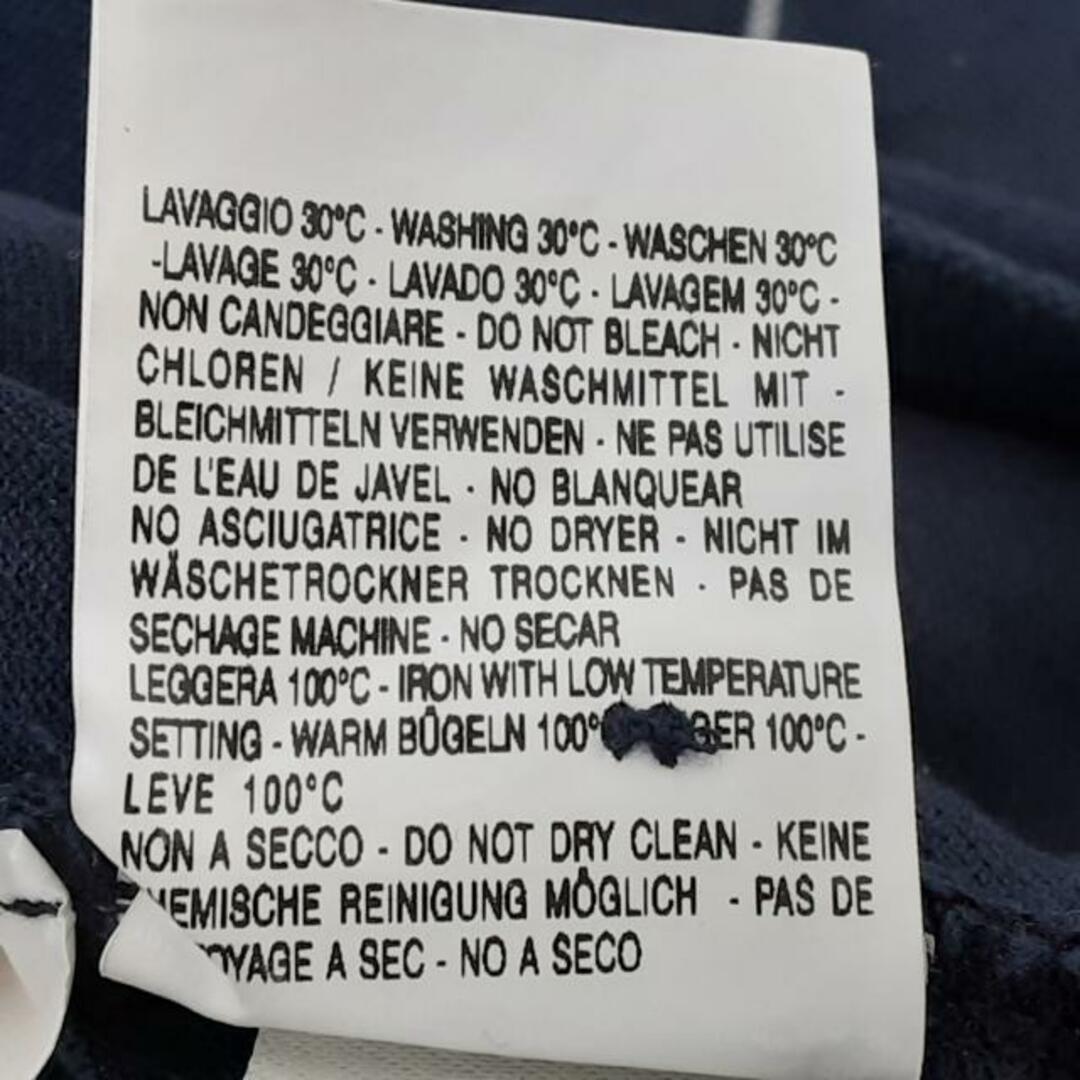 LAVAGGIO 30°C - WASHING 30°C - WASCHEN 30°C
-LAVAGE 30°C - LAVADO 30°C - LAVAGEM 30°C -
NON CANDEGGIARE - DO NOT BLEACH - NICHT
CHLOREN / KEINE WASCHMITTEL MIT -
BLEICHMITTELN VERWENDEN - NE PAS UTILISE
DE L'EAU DE JAVEL - NO BLANQUEAR
NO ASCIUGATRICE - NO DRYER - NICHT IM
WÄSCHETROCKNER TROCKNEN - PAS DE
SECHAGE MACHINE - NO SECAR
LEGGERA 100°C - IRON WITH LOW TEMPERATURE
SETTING - WARM BÜGELN 100° 100°C -
LEVE 100°C
NON A SECCO - DO NOT DRY CLEAN - KEINE
REINIGUNG MÖGLICH - PAS DE
A SEC - NO A SECO